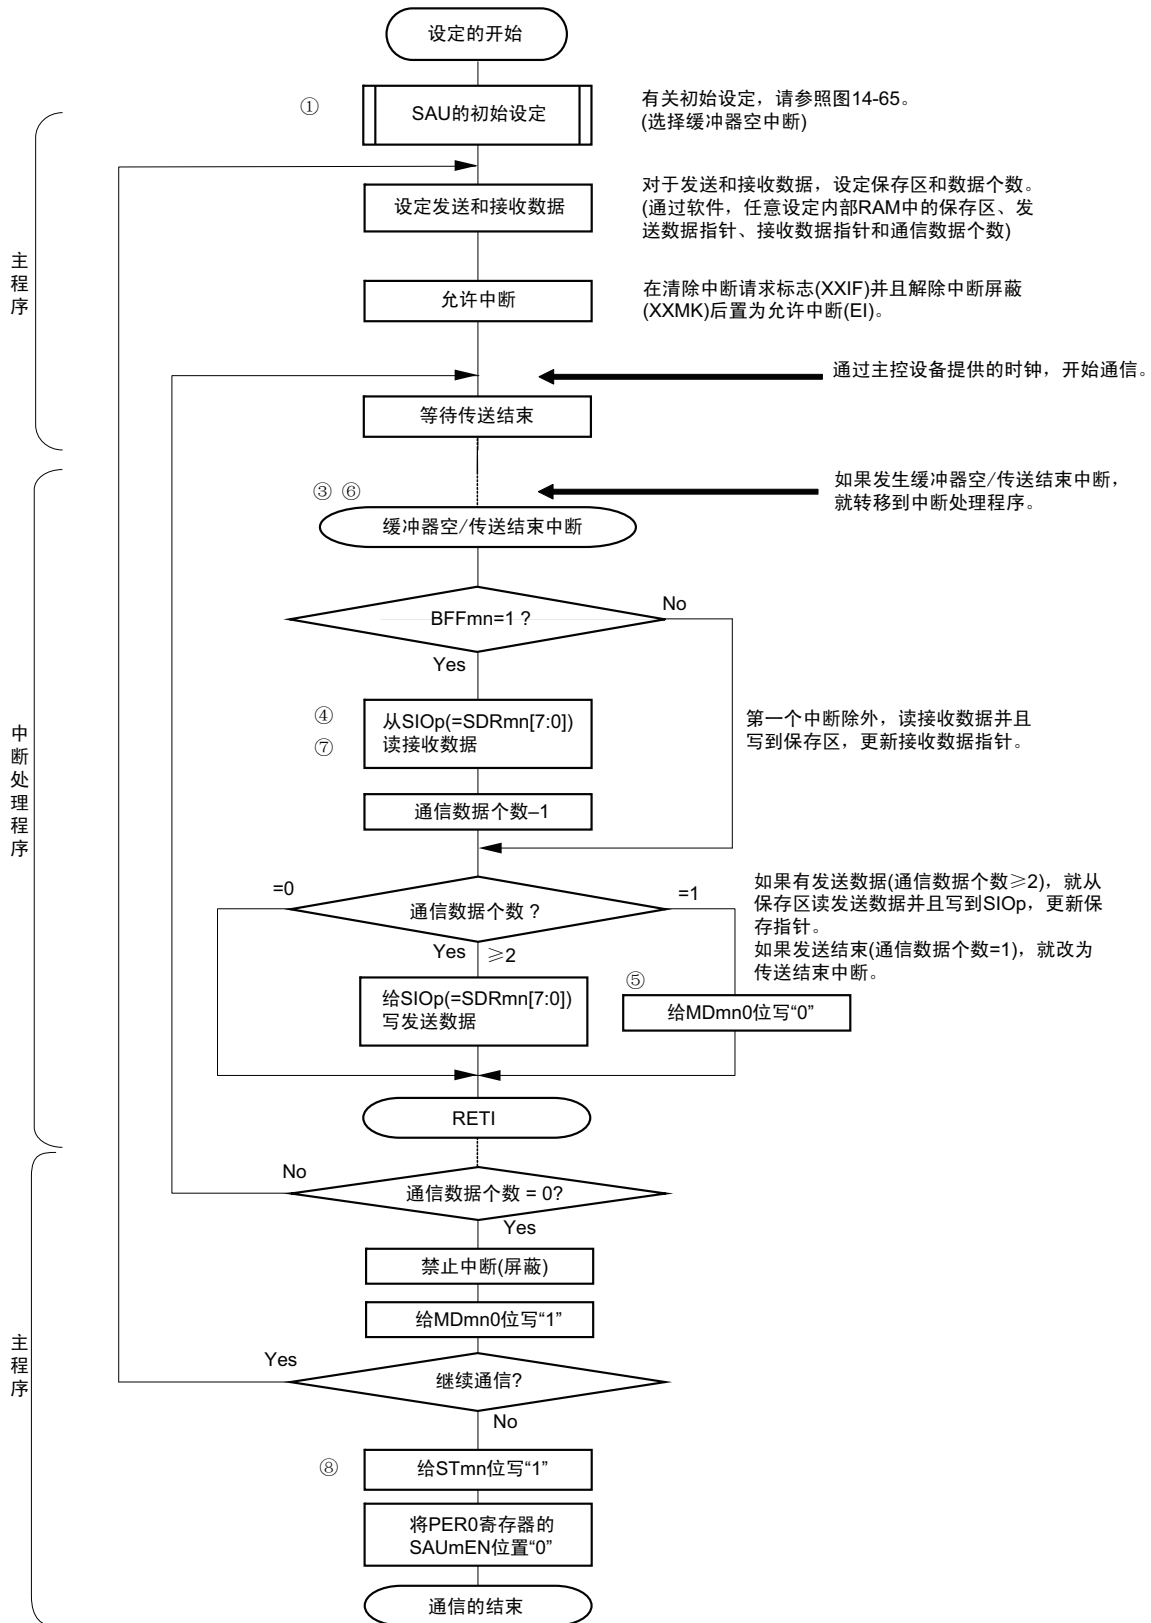 设定的开始
①
SAU的初始设定
有关初始设定，请参照图14-65。
(选择缓冲器空中断)
设定发送和接收数据
对于发送和接收数据，设定保存区和数据个数。
(通过软件，任意设定内部RAM中的保存区、发
送数据指针、接收数据指针和通信数据个数)
主程序
允许中断
在清除中断请求标志(XXIF)并且解除中断屏蔽
(XXMK)后置为允许中断(EI)。
通过主控设备提供的时钟，开始通信。
等待传送结束
③ ⑥
如果发生缓冲器空/传送结束中断，
就转移到中断处理程序。
缓冲器空/传送结束中断
BFFmn=1 ?
No
Yes
④
⑦
从SIOp(=SDRmn[7:0])
读接收数据
第一个中断除外，读接收数据并且
写到保存区，更新接收数据指针。
中断处理程序
通信数据个数–1
=0
通信数据个数 ?
=1
Yes ≥2
如果有发送数据(通信数据个数≥2)，就从
保存区读发送数据并且写到SIOp，更新保
存指针。
如果发送结束(通信数据个数=1)，就改为
传送结束中断。
给SIOp(=SDRmn[7:0])
写发送数据
⑤
给MDmn0位写“0”
RETI
No
通信数据个数 = 0?
Yes
禁止中断(屏蔽)
给MDmn0位写“1”
主程序
Yes
继续通信?
No
⑧
给STmn位写“1”
将PER0寄存器的
SAUmEN位置“0”
通信的结束